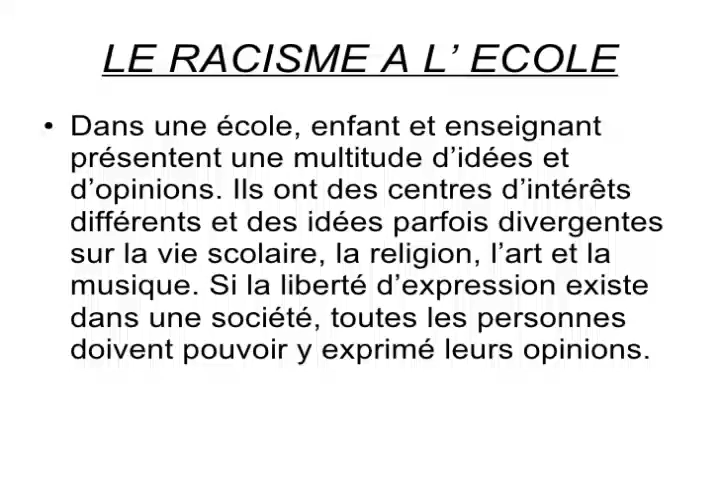 LE RACISME A L’ ECOLE
• Dans une école, enfant et enseignant
présentent une multitude d’idées et
d’opinions. Ils ont des centres d’intérêts
différents et des idées parfois divergentes
sur la vie scolaire, la religion, l’art et la
musique. Si la liberté d’expression existe
dans une société, toutes les personnes
doivent pouvoir y exprimé leurs opinions.